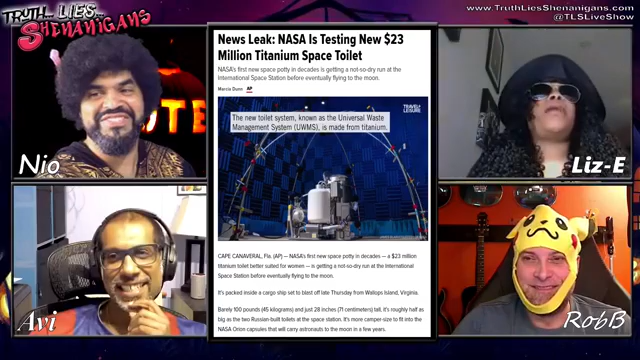 TRUTH... LIES...
SHENANIGANS
www.TruthLiesShenanigans.com
@TLSLiveShow
News Leak: NASA Is Testing New $23
Million Titanium Space Toilet
NASA's first new space potty in decades is getting a not-so-dry run at the
International Space Station before eventually flying to the moon.
Marcia Dunn AP
TRAVEL+
LEISURE
The new toilet system, known as the Universal Waste
Management System (UWMS), is made from titanium.
Nio
Liz-E
CAPE CANAVERAL, Fla. (AP) — NASA's first new space potty in decades — a $23 million
titanium toilet better suited for women — is getting a not-so-dry run at the International
Space Station before eventually flying to the moon.
It's packed inside a cargo ship set to blast off late Thursday from Wallops Island, Virginia.
Barely 100 pounds (45 kilograms) and just 28 inches (71 centimeters) tall, it's roughly half as
big as the two Russian-built toilets at the space station. It's more camper-size to fit into the
NASA Orion capsules that will carry astronauts to the moon in a few years.
Avi
RobB